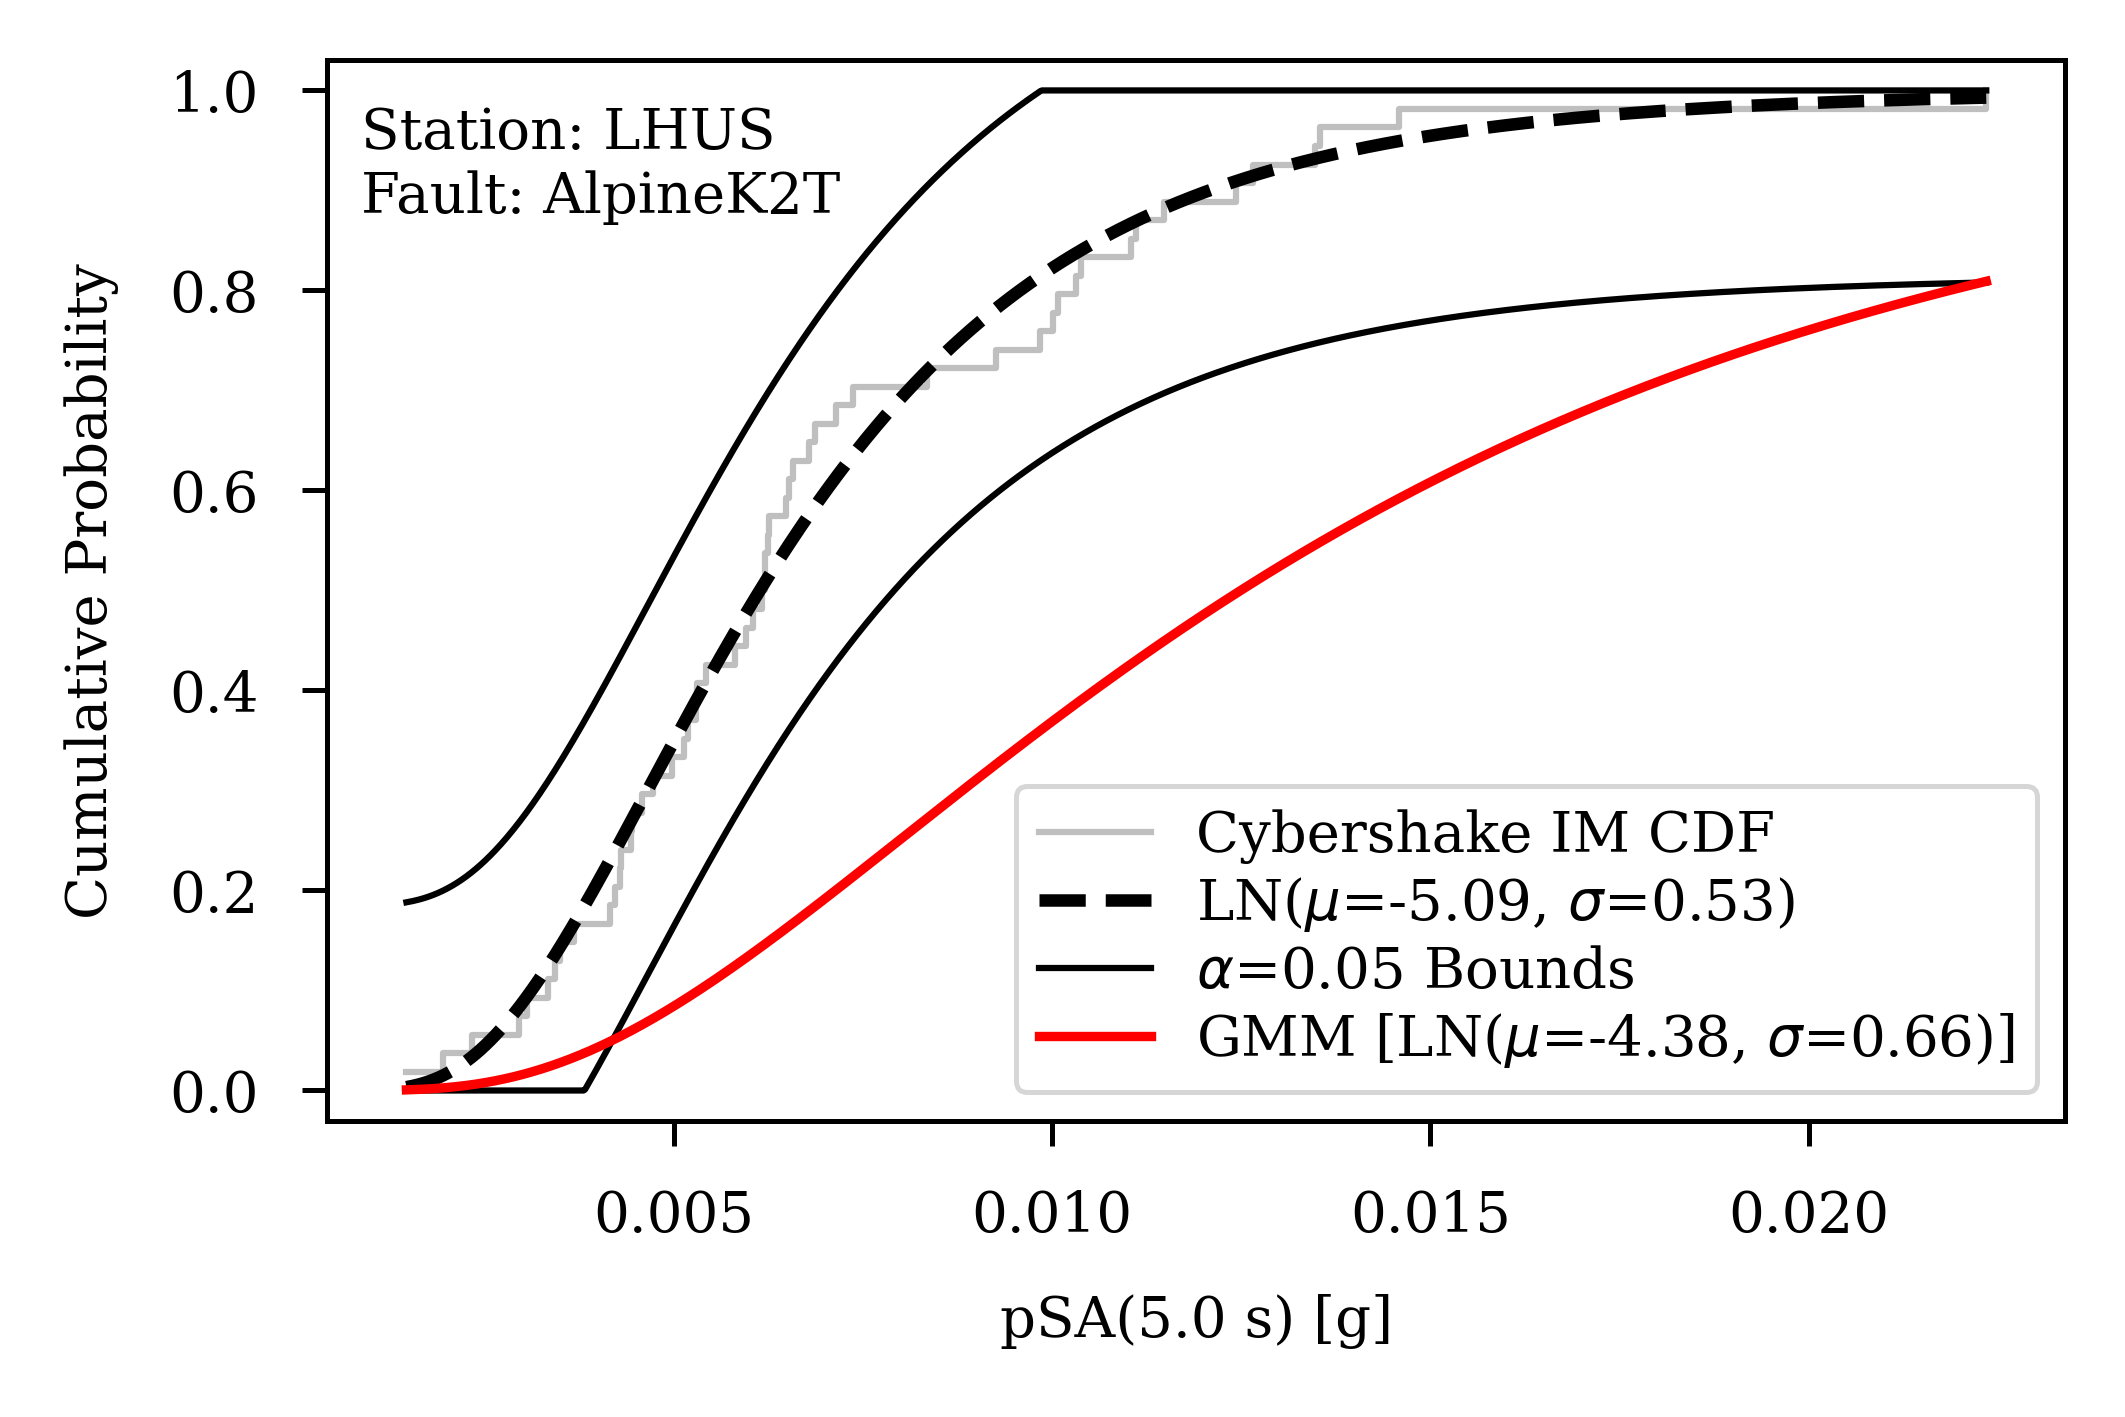 Station: LHUS
Fault: AlpineK2T
Cumulative Probability
1.0
0.8
0.6
0.4
0.2
0.0
Cybershake IM CDF
LN(μ=-5.09, σ=0.53)
α=0.05 Bounds
GMM [LN(μ=-4.38, σ=0.66)]
0.005 0.010 0.015 0.020
pSA(5.0 s) [g]